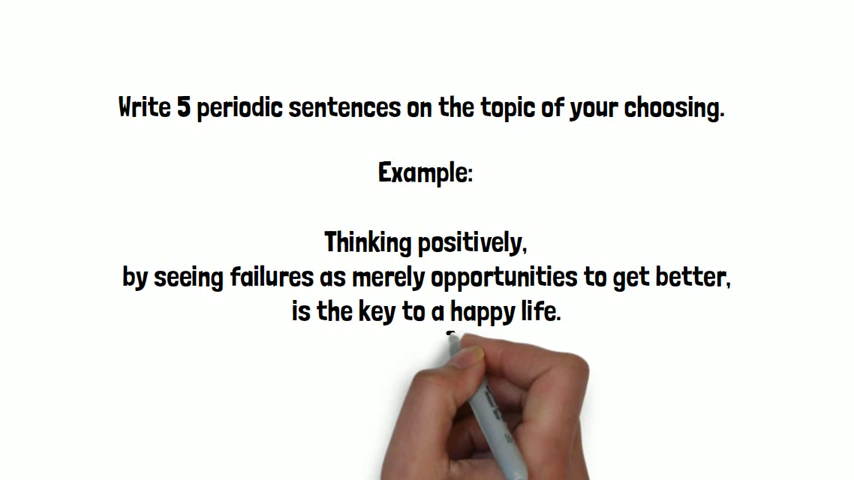 Write 5 periodic sentences on the topic of your choosing.
Example:
Thinking positively,
by seeing failures as merely opportunities to get better,
is the key to a happy life.